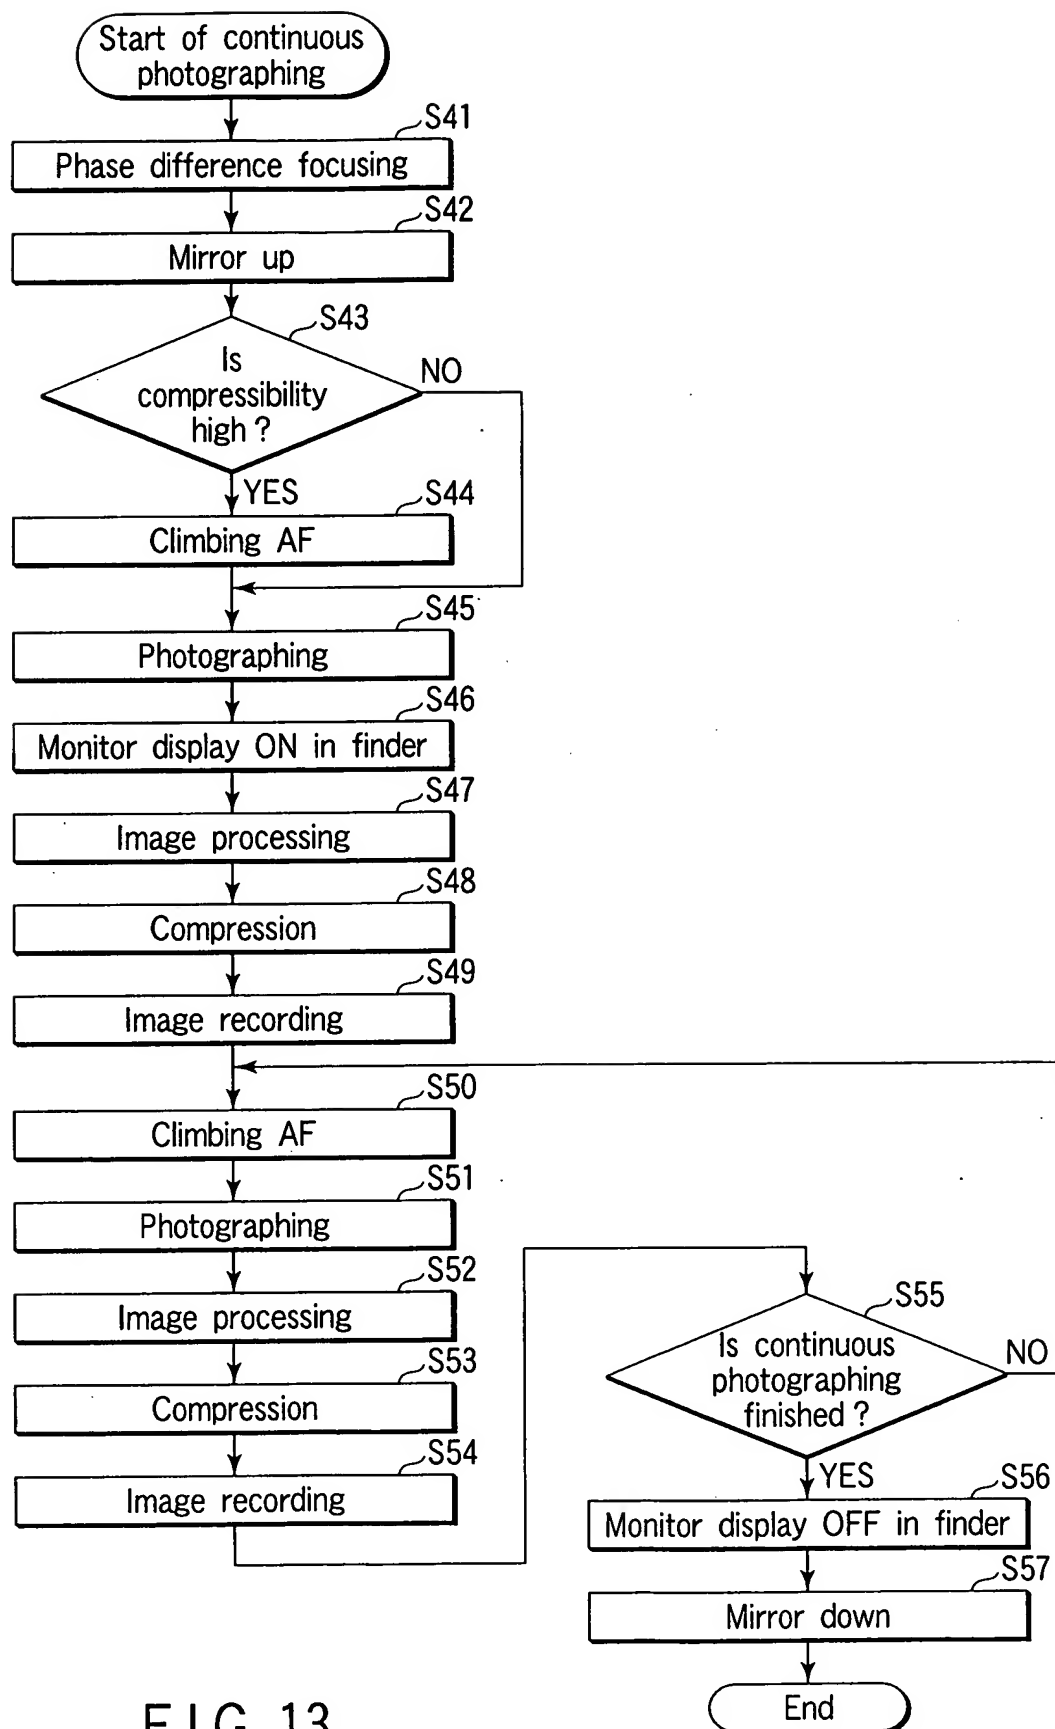 Start of continuous
photographing
S41
Phase difference focusing
S42
Mirror up
S43
Is
compressibility
high ?
NO
YES
S44
Climbing AF
S45
Photographing
S46
Monitor display ON in finder
S47
Image processing
S48
Compression
S49
Image recording
S50
Climbing AF
S51
Photographing
S52
Image processing
S53
Compression
S54
Image recording
S55
Is continuous
photographing
finished ?
NO
YES
S56
Monitor display OFF in finder
S57
Mirror down
End
FIG. 13